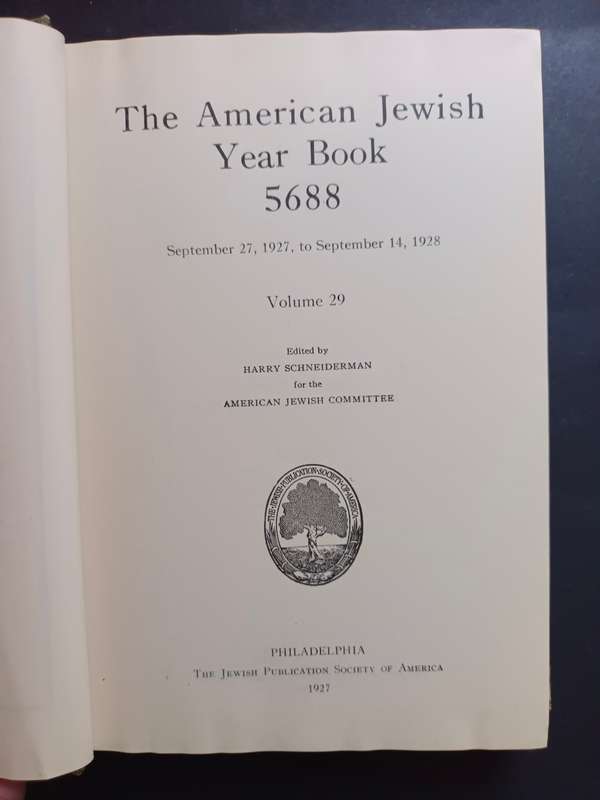 The American Jewish
Year Book
5688
September 27, 1927, to September 14, 1928
Volume 29
Edited by
HARRY SCHNEIDERMAN
for the
AMERICAN JEWISH COMMITTEE
THE JEWISH PUBLICATION SOCIETY OF AMERICA
PHILADELPHIA
THE JEWISH PUBLICATION SOCIETY OF AMERICA
1927